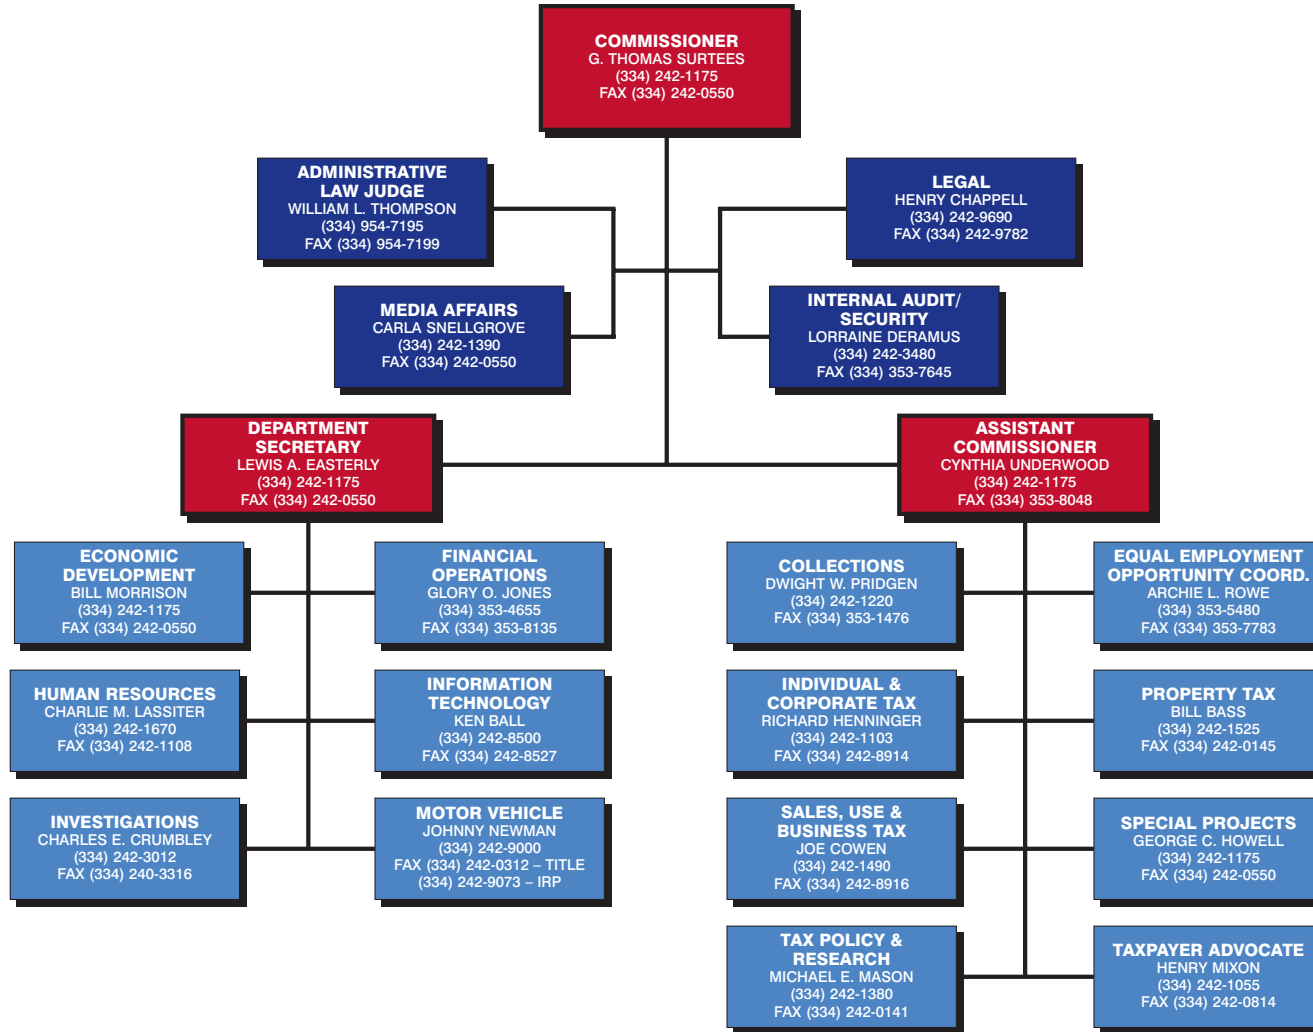 COMMISSIONER
G. THOMAS SURTEES
(334) 242-1175
FAX (334) 242-0550
ADMINISTRATIVE
LAW JUDGE
WILLIAM L. THOMPSON
(334) 954-7195
FAX (334) 954-7199
LEGAL
HENRY CHAPPELL
(334) 242-9690
FAX (334) 242-9782
MEDIA AFFAIRS
CARLA SNELLGROVE
(334) 242-1390
FAX (334) 242-0550
INTERNAL AUDIT/
SECURITY
LORRAINE DERAMUS
(334) 242-3480
FAX (334) 353-7645
DEPARTMENT
SECRETARY
LEWIS A. EASTERLY
(334) 242-1175
FAX (334) 242-0550
ASSISTANT
COMMISSIONER
CYNTHIA UNDERWOOD
(334) 242-1175
FAX (334) 353-8048
ECONOMIC
DEVELOPMENT
BILL MORRISON
(334) 242-1175
FAX (334) 242-0550
FINANCIAL
OPERATIONS
GLORY O. JONES
(334) 353-4655
FAX (334) 353-8135
COLLECTIONS
DWIGHT W. PRIDGEN
(334) 242-1220
FAX (334) 353-1476
EQUAL EMPLOYMENT
OPPORTUNITY COORD.
ARCHIE L. ROWE
(334) 353-5480
FAX (334) 353-7783
HUMAN RESOURCES
CHARLIE M. LASSITER
(334) 242-1670
FAX (334) 242-1108
INFORMATION
TECHNOLOGY
KEN BALL
(334) 242-8500
FAX (334) 242-8527
INDIVIDUAL &
CORPORATE TAX
RICHARD HENNINGER
(334) 242-1103
FAX (334) 242-8914
PROPERTY TAX
BILL BASS
(334) 242-1525
FAX (334) 242-0145
INVESTIGATIONS
CHARLES E. CRUMBLEY
(334) 242-3012
FAX (334) 240-3316
MOTOR VEHICLE
JOHNNY NEWMAN
(334) 242-9000
FAX (334) 242-0312 – TITLE
(334) 242-9073 – IRP
SALES, USE &
BUSINESS TAX
JOE COWEN
(334) 242-1490
FAX (334) 242-8916
SPECIAL PROJECTS
GEORGE C. HOWELL
(334) 242-1175
FAX (334) 242-0550
TAX POLICY &
RESEARCH
MICHAEL E. MASON
(334) 242-1380
FAX (334) 242-0141
TAXPAYER ADVOCATE
HENRY MIXON
(334) 242-1055
FAX (334) 242-0814